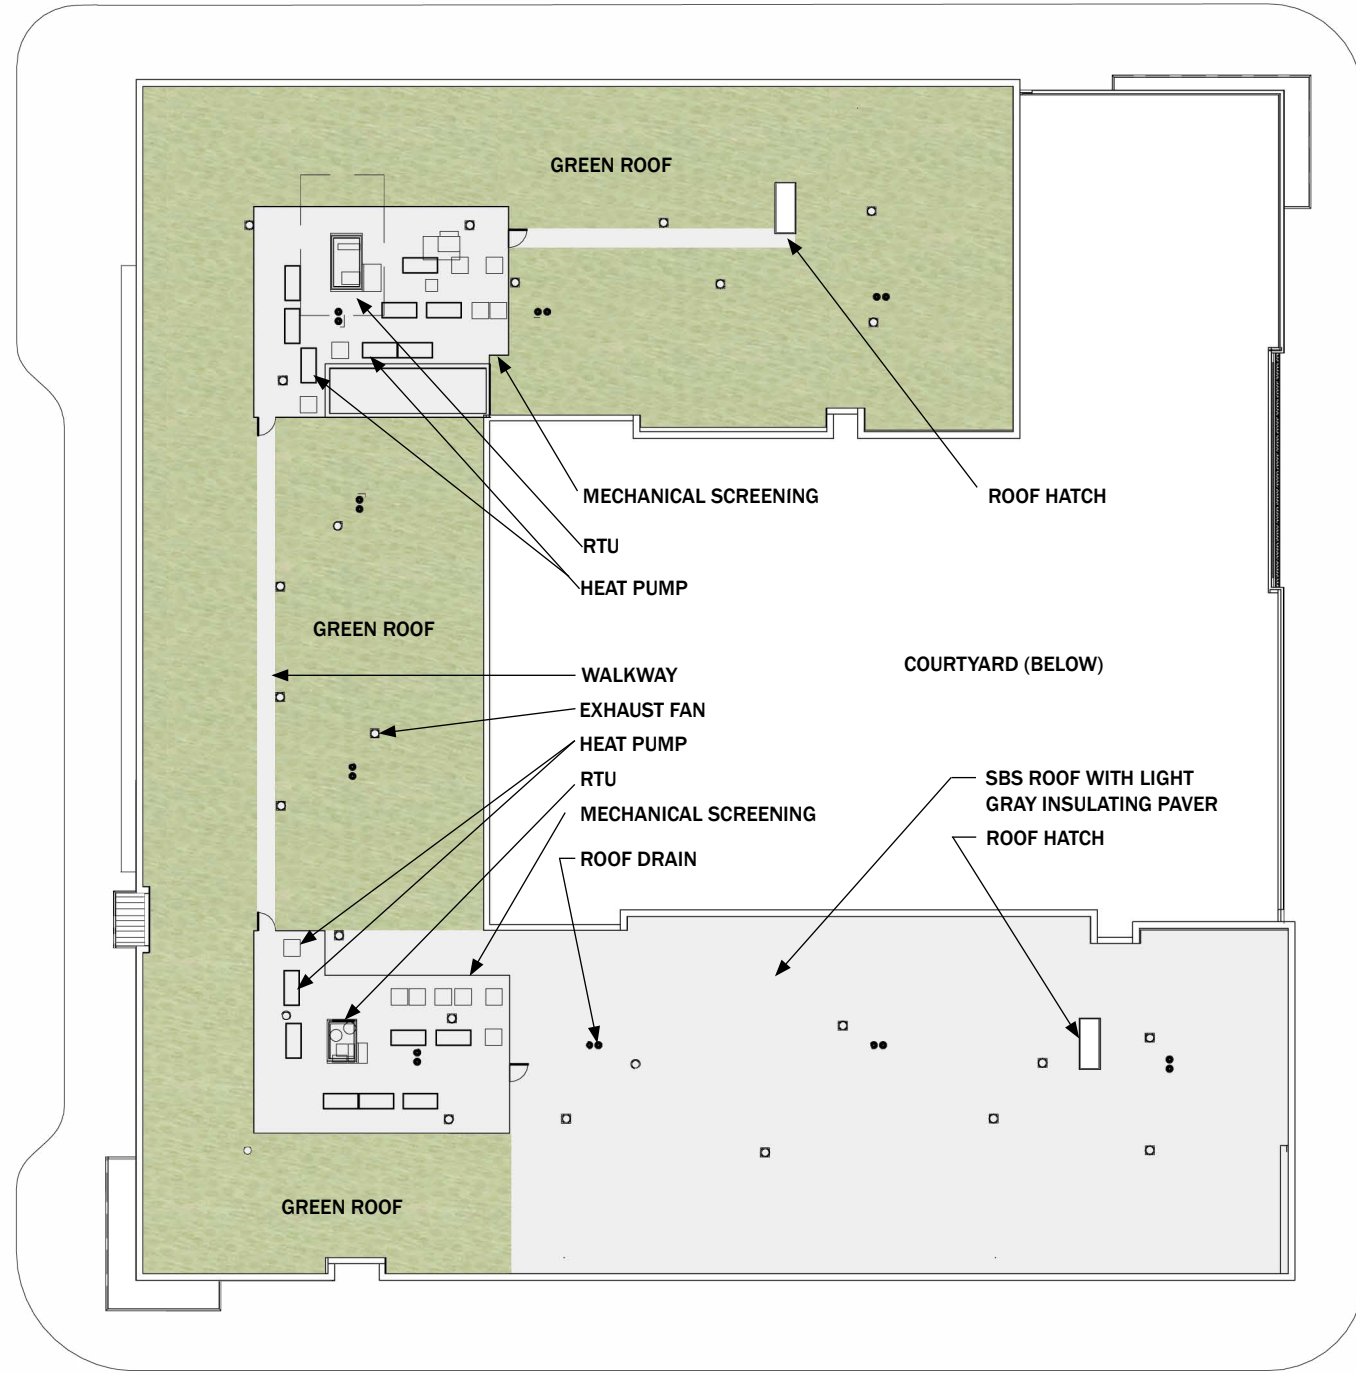 GREEN ROOF
MECHANICAL SCREENING
ROOF HATCH
RTU
HEAT PUMP
GREEN ROOF
COURTYARD (BELOW)
WALKWAY
EXHAUST FAN
HEAT PUMP
RTU
SBS ROOF WITH LIGHT
GRAY INSULATING PAVER
MECHANICAL SCREENING
ROOF HATCH
ROOF DRAIN
GREEN ROOF